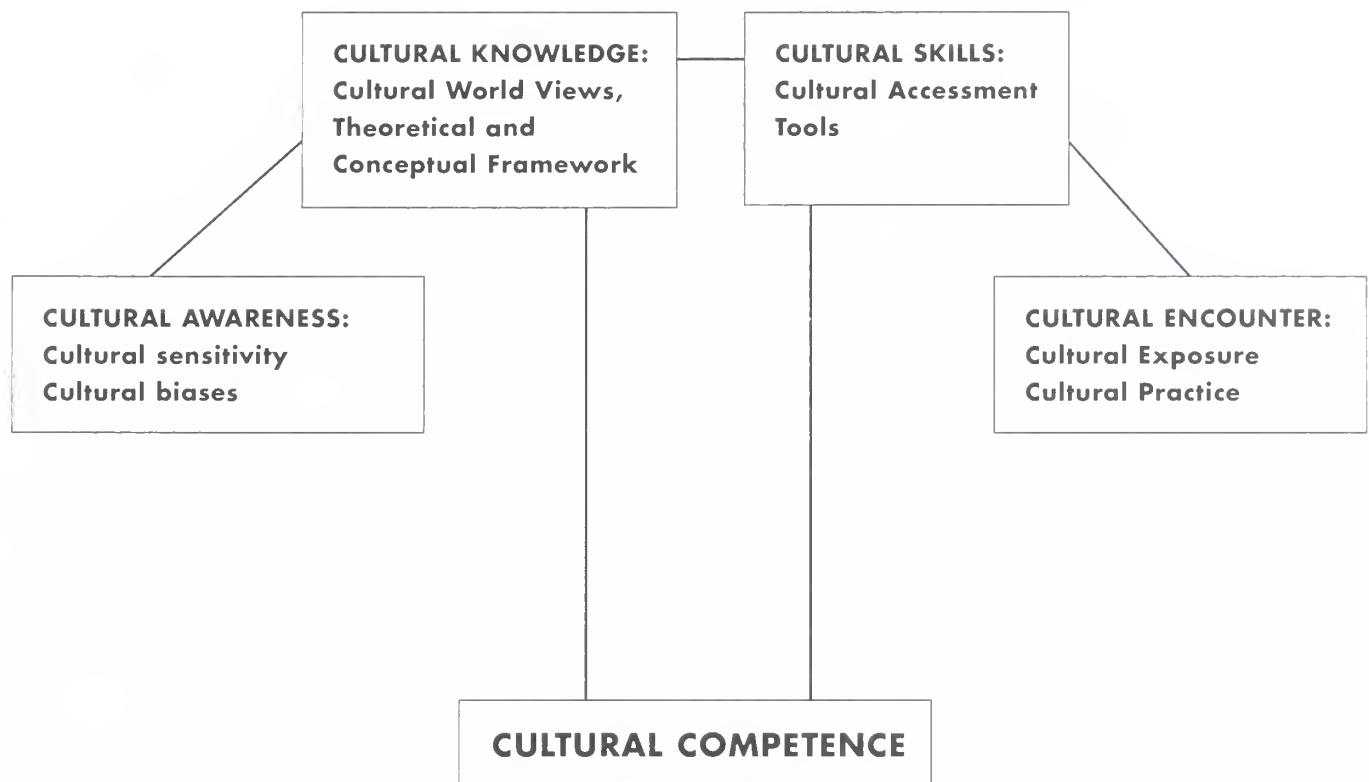 CULTURAL KNOWLEDGE:
Cultural World Views,
Theoretical and
Conceptual Framework
CULTURAL SKILLS:
Cultural Accessment
Tools
CULTURAL AWARENESS:
Cultural sensitivity
Cultural biases
CULTURAL ENCOUNTER:
Cultural Exposure
Cultural Practice
CULTURAL COMPETENCE